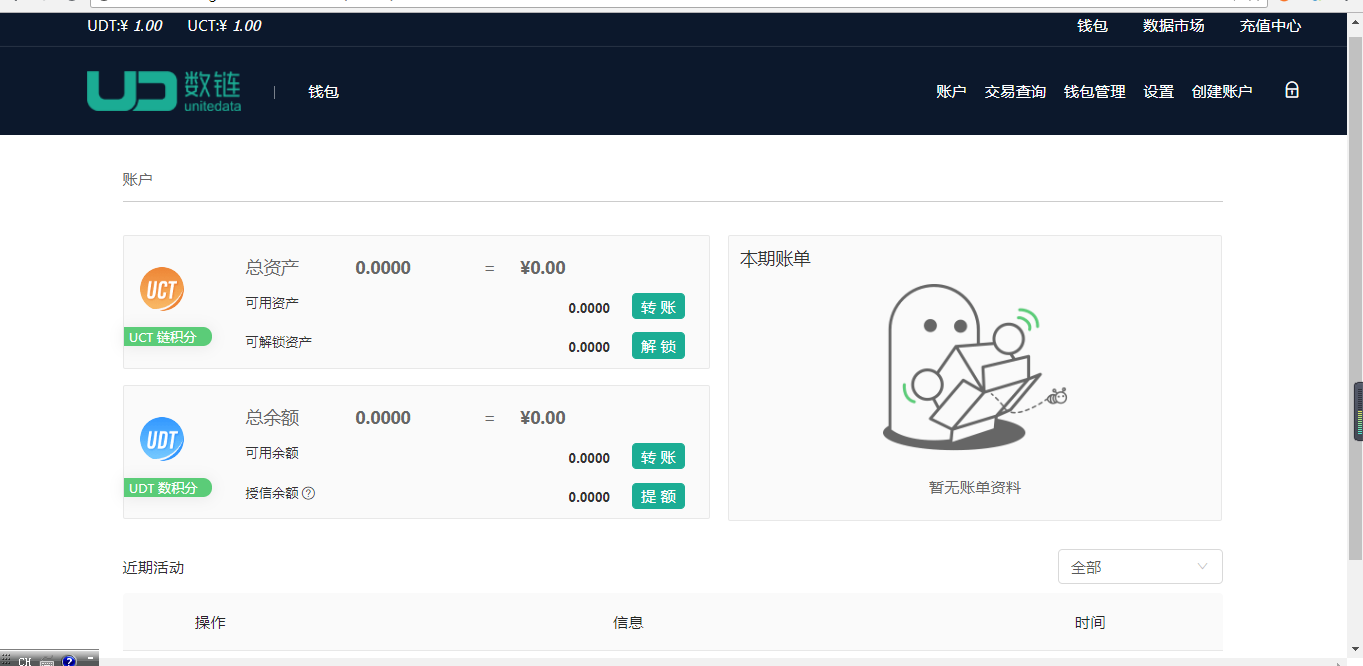 UDT:¥ 1.00 UCT:¥ 1.00 钱包 数据市场 充值中心
UD 数链 unitedata | 钱包 账户 交易查询 钱包管理 设置 创建账户
账户
总资产 0.0000 = ¥0.00
UCT
可用资产 0.0000 转 账
UCT 链积分
可解锁资产 0.0000 解 锁
本期账单
暂无账单资料
总余额 0.0000 = ¥0.00
UDT
可用余额 0.0000 转 账
UDT 数积分
授信余额 ? 0.0000 提 额
近期活动 全部
操作 信息 时间
CH ?